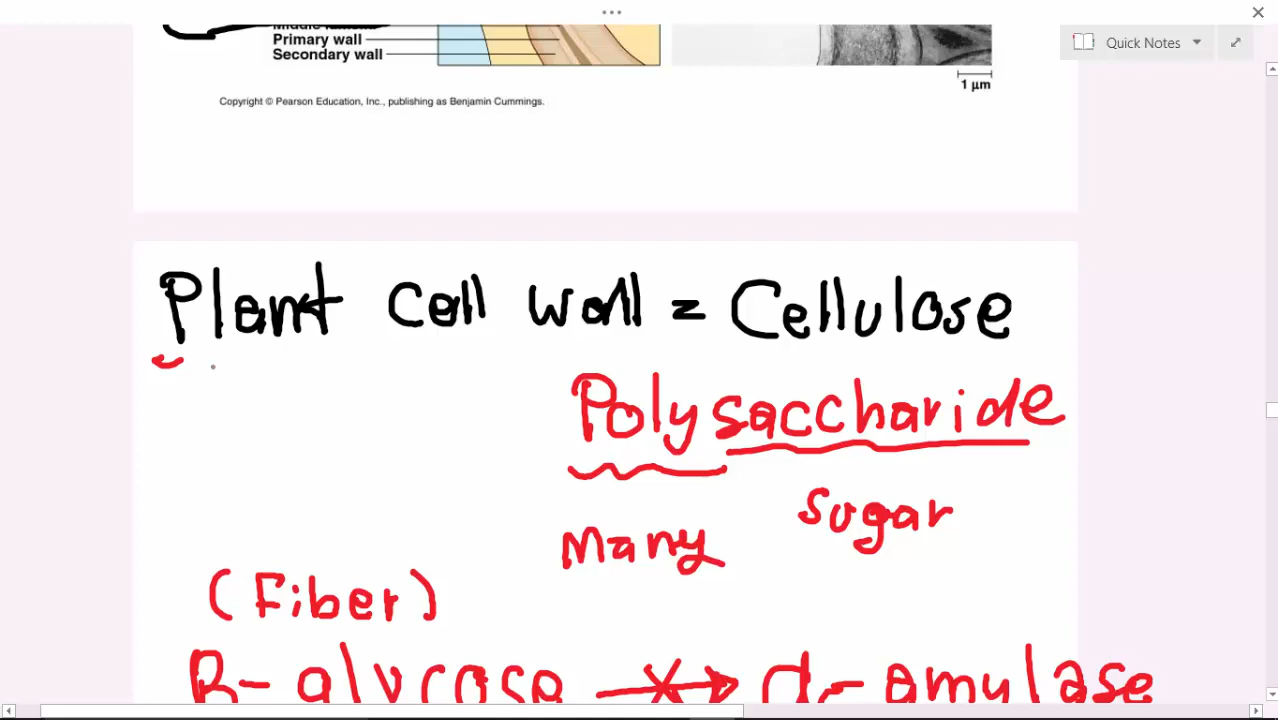 Primary wall
Secondary wall
1 µm
Copyright © Pearson Education, Inc., publishing as Benjamin Cummings.
Quick Notes
Plant cell wall = Cellulose
Polysaccharide
Many sugar
(Fiber)
β-glucose → α-amylase